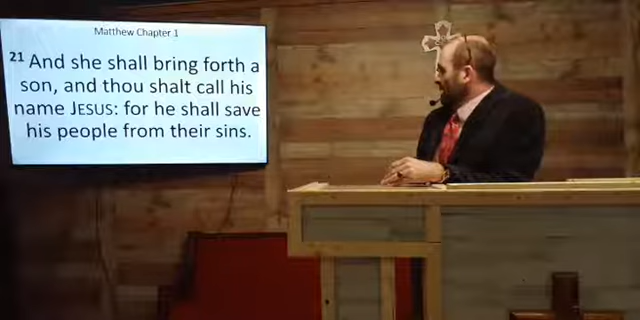 Matthew Chapter 1
21 And she shall bring forth a
son, and thou shalt call his
name JESUS: for he shall save
his people from their sins.